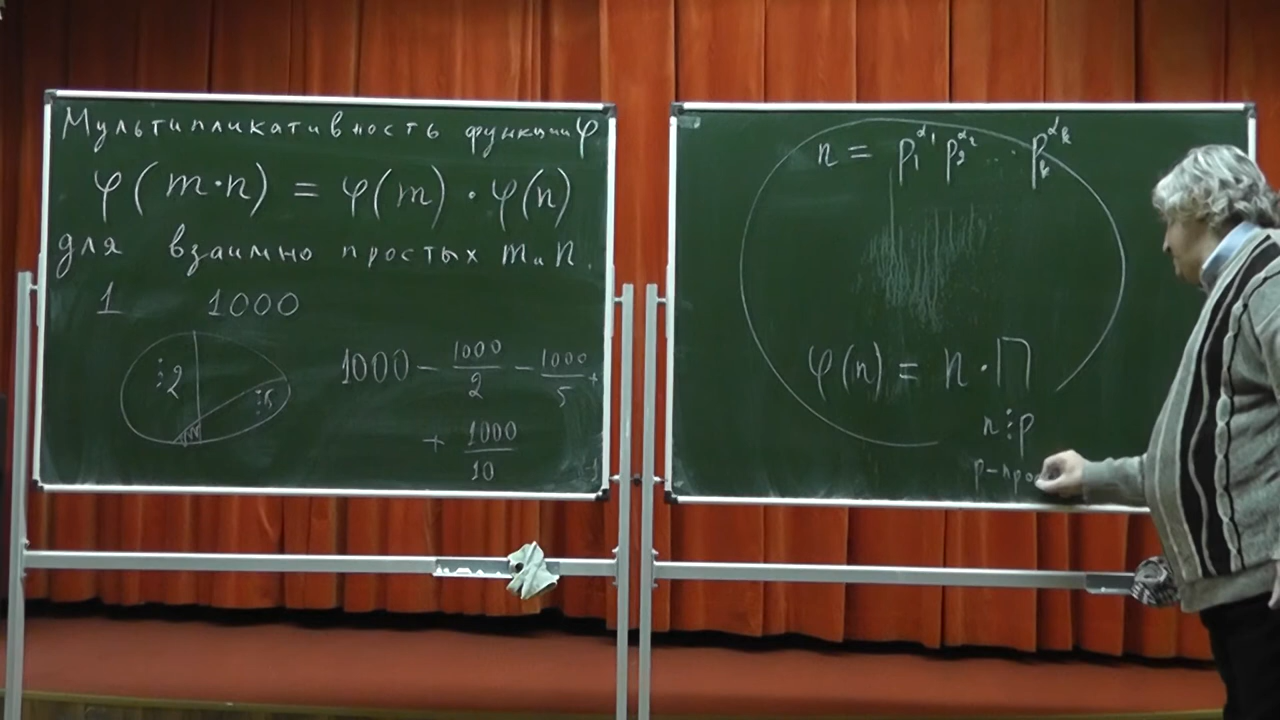 Мультипликативность функции φ
φ(m·n) = φ(m)·φ(n)
для взаимно простых m и n.
1 1000
⋮2 ⋮5
1000 − 1000/2 − 1000/5 +
+ 1000/10
n = p₁^α₁ p₂^α₂ ... pₖ^αₖ
φ(n) = n·∏
n⋮p
p − про